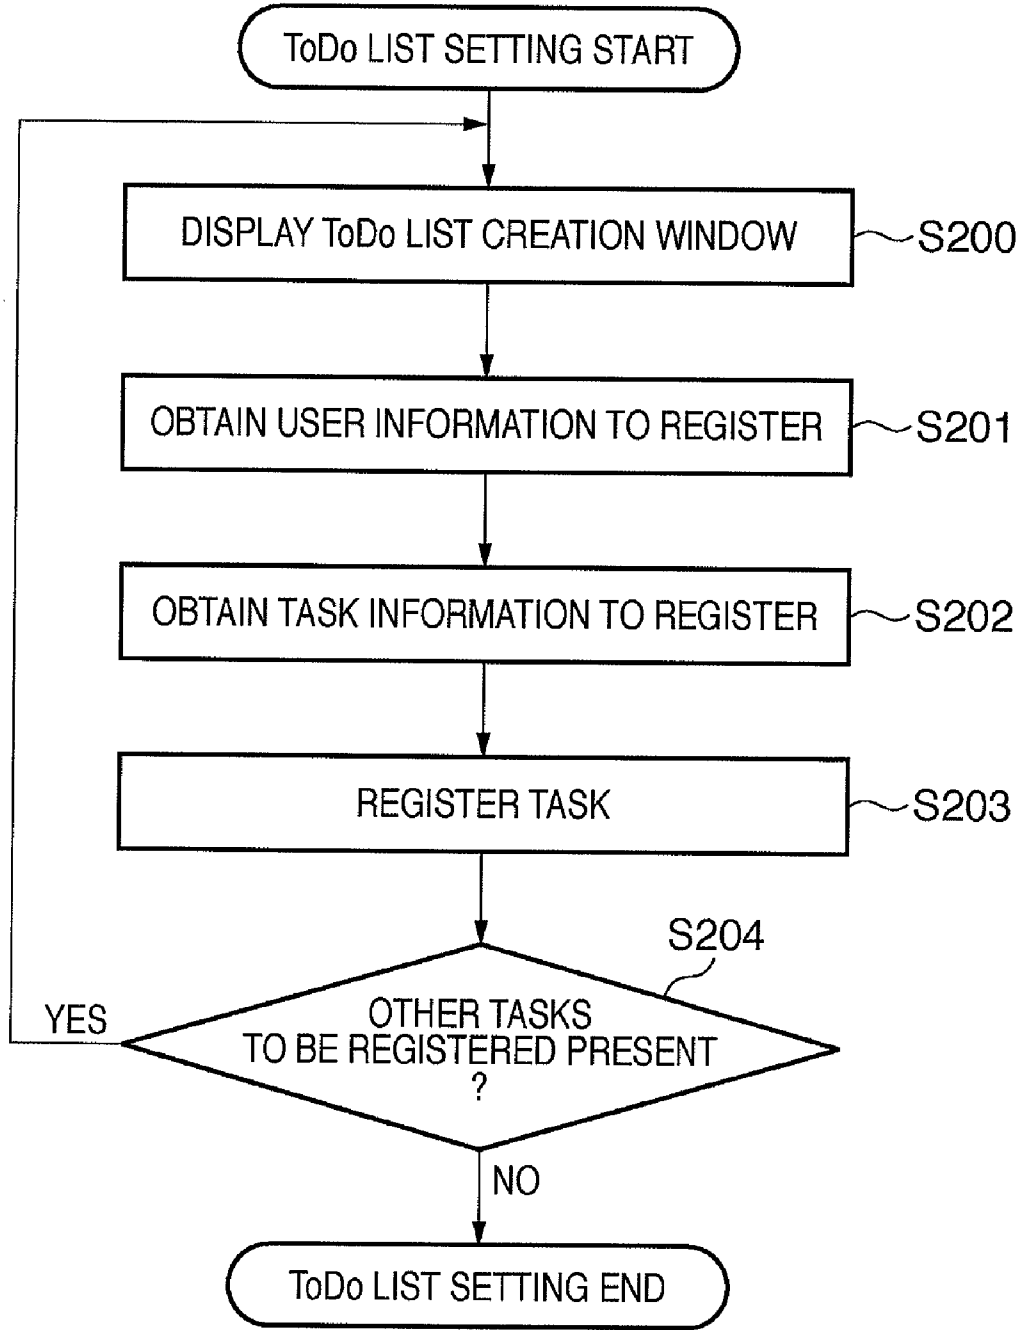 ToDo LIST SETTING START
DISPLAY ToDo LIST CREATION WINDOW
S200
OBTAIN USER INFORMATION TO REGISTER
S201
OBTAIN TASK INFORMATION TO REGISTER
S202
REGISTER TASK
S203
S204
OTHER TASKS
TO BE REGISTERED PRESENT
?
YES
NO
ToDo LIST SETTING END